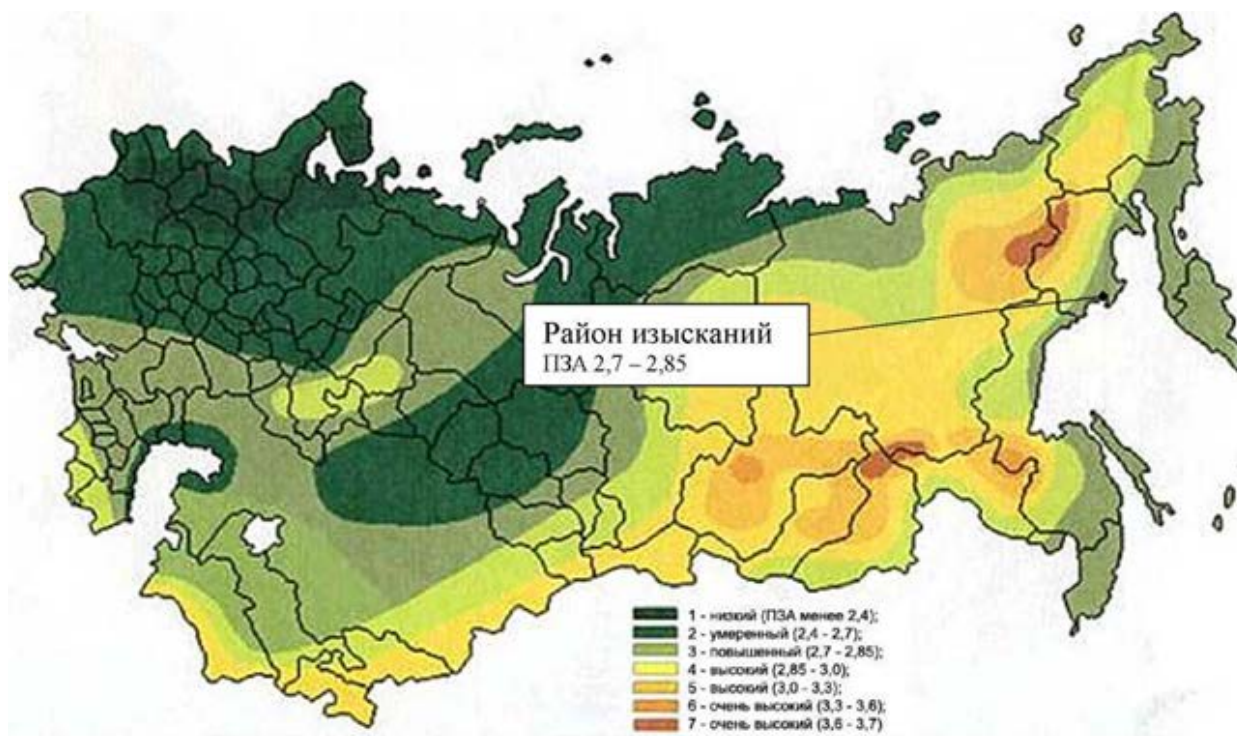 Район изысканий
ПЗА 2,7 – 2,85
1 - низкий (ПЗА менее 2,4);
2 - умеренный (2,4 - 2,7);
3 - повышенный (2,7 - 2,85);
4 - высокий (2,85 - 3,0);
5 - высокий (3,0 - 3,3);
6 - очень высокий (3,3 - 3,6);
7 - очень высокий (3,6 - 3,7)